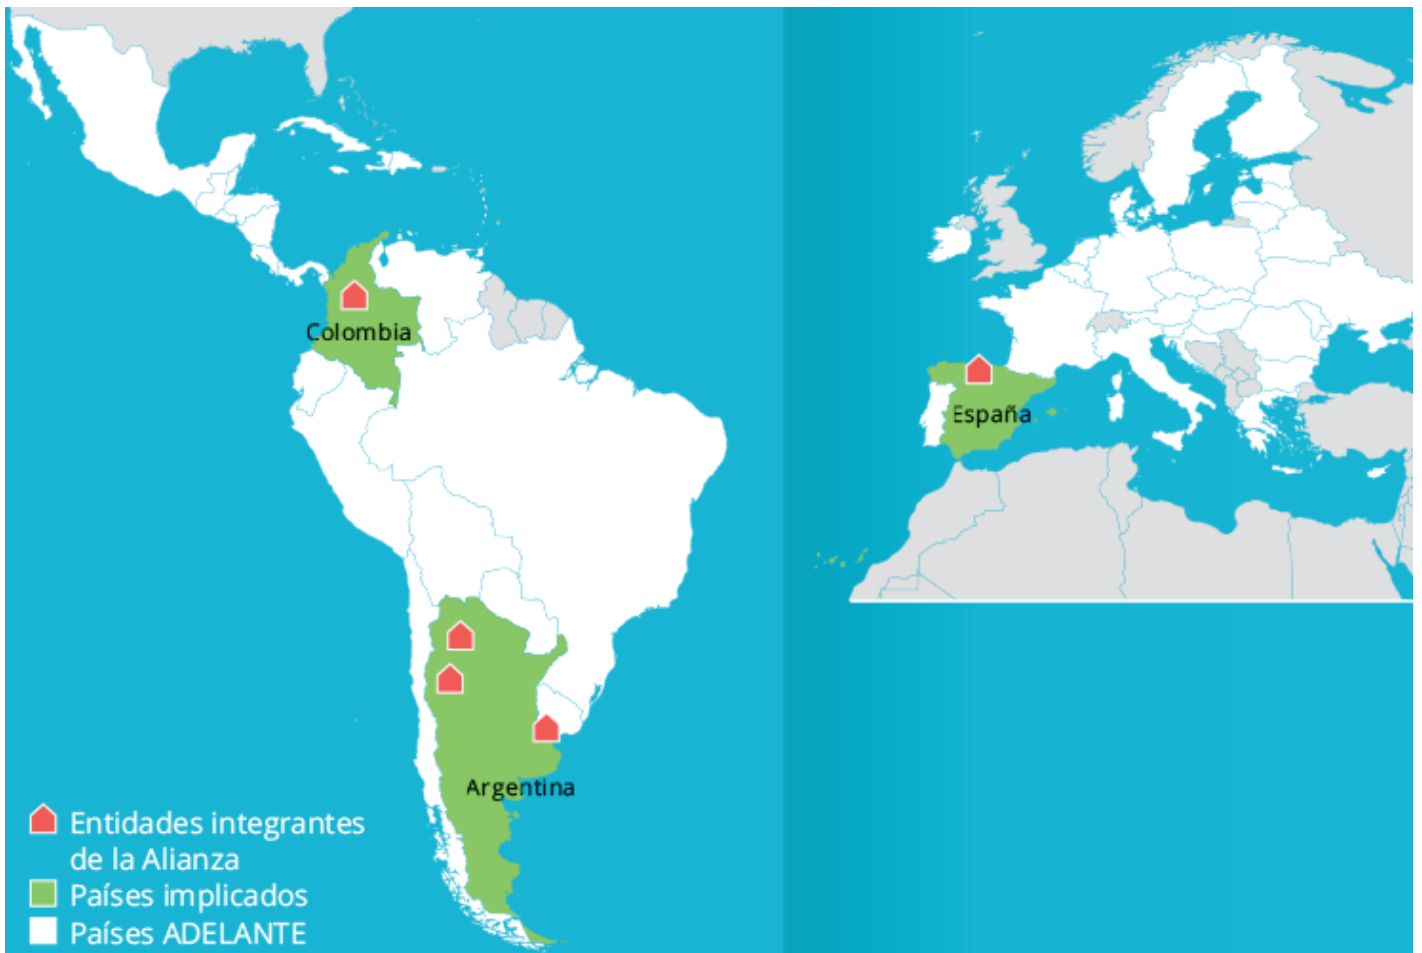 Colombia
España
Argentina
Entidades integrantes
de la Alianza
Países implicados
Países ADELANTE